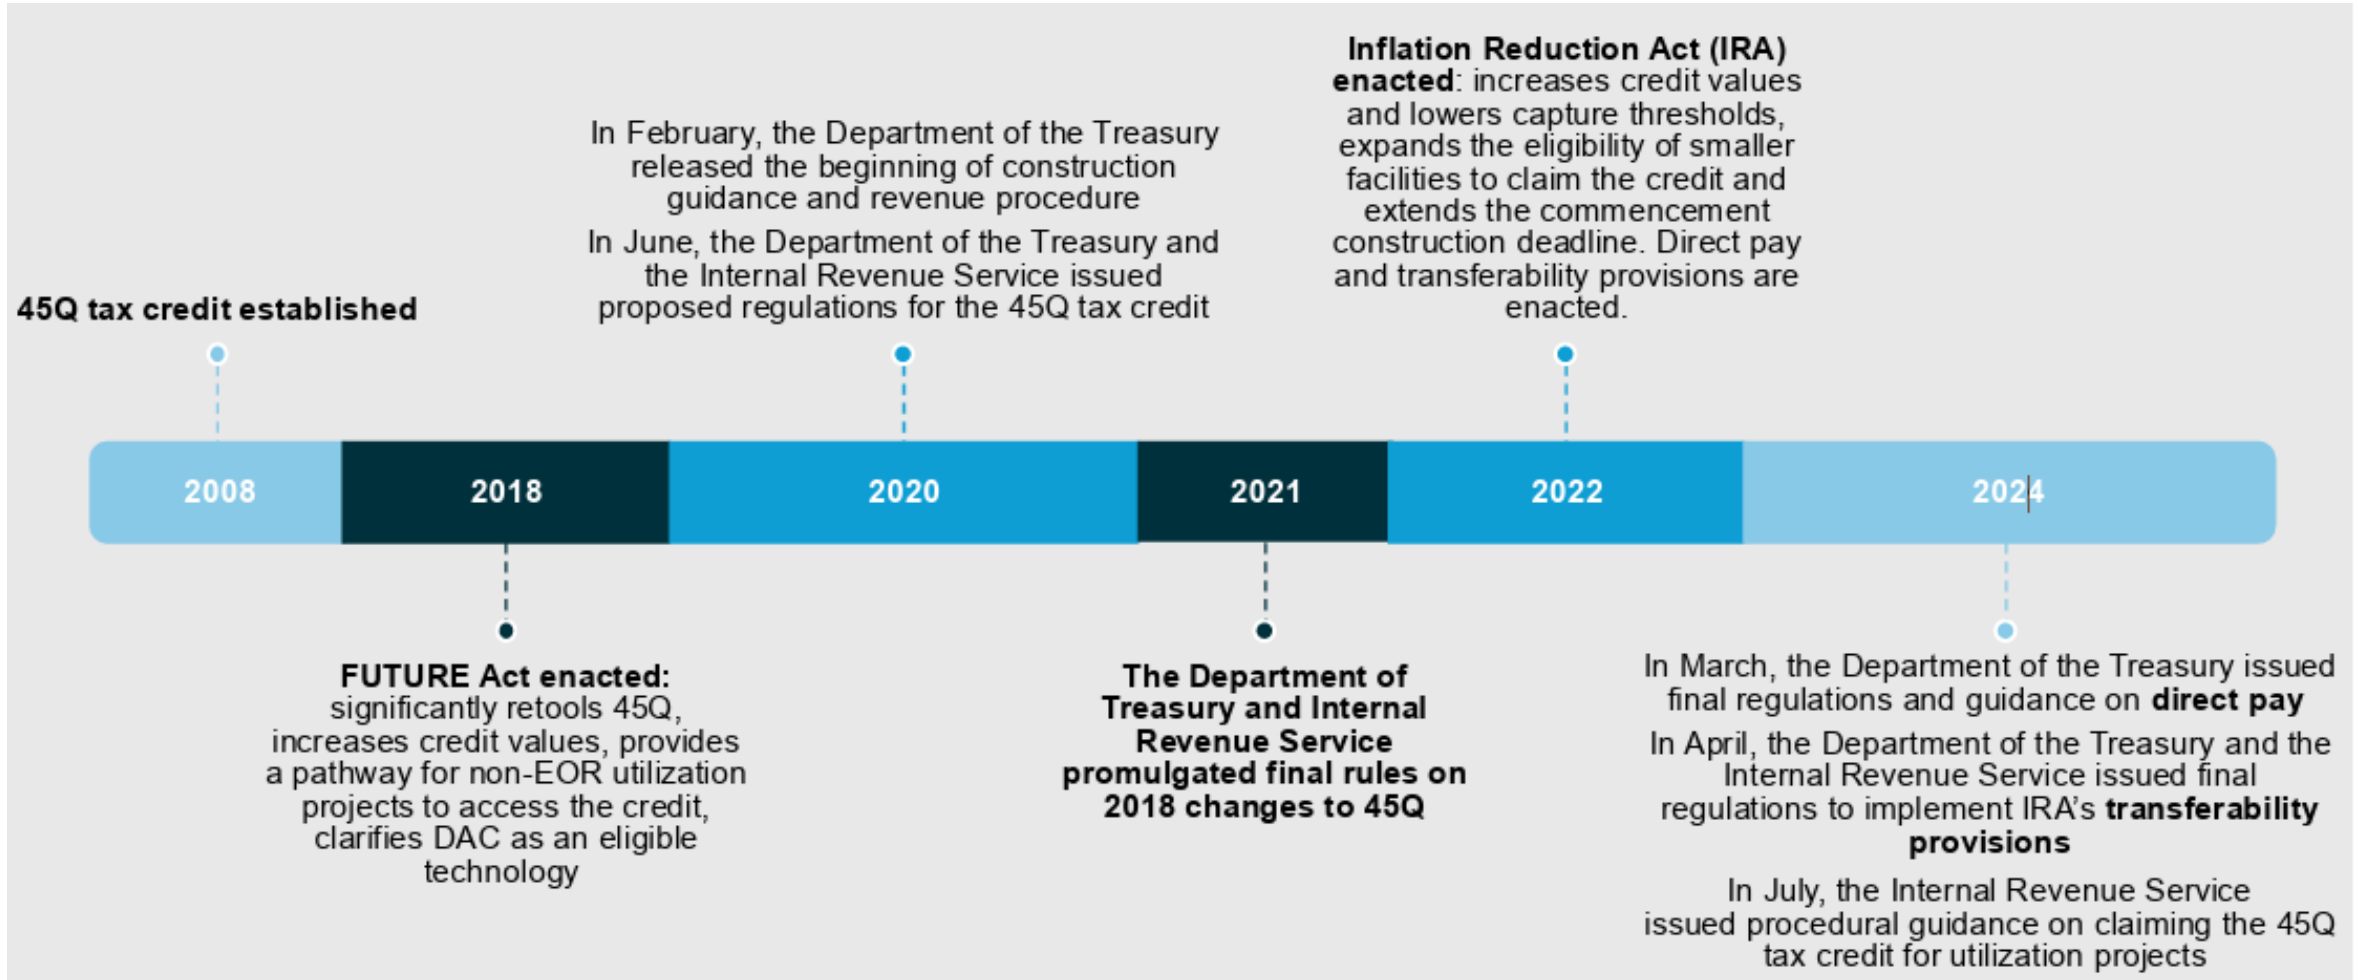 45Q tax credit established
In February, the Department of the Treasury
released the beginning of construction
guidance and revenue procedure
In June, the Department of the Treasury and
the Internal Revenue Service issued
proposed regulations for the 45Q tax credit
Inflation Reduction Act (IRA)
enacted: increases credit values
and lowers capture thresholds,
expands the eligibility of smaller
facilities to claim the credit and
extends the commencement
construction deadline. Direct pay
and transferability provisions are
enacted.
2008
2018
2020
2021
2022
2024
FUTURE Act enacted:
significantly retools 45Q,
increases credit values, provides
a pathway for non-EOR utilization
projects to access the credit,
clarifies DAC as an eligible
technology
The Department of
Treasury and Internal
Revenue Service
promulgated final rules on
2018 changes to 45Q
In March, the Department of the Treasury issued
final regulations and guidance on direct pay
In April, the Department of the Treasury and the
Internal Revenue Service issued final
regulations to implement IRA's transferability
provisions
In July, the Internal Revenue Service
issued procedural guidance on claiming the 45Q
tax credit for utilization projects